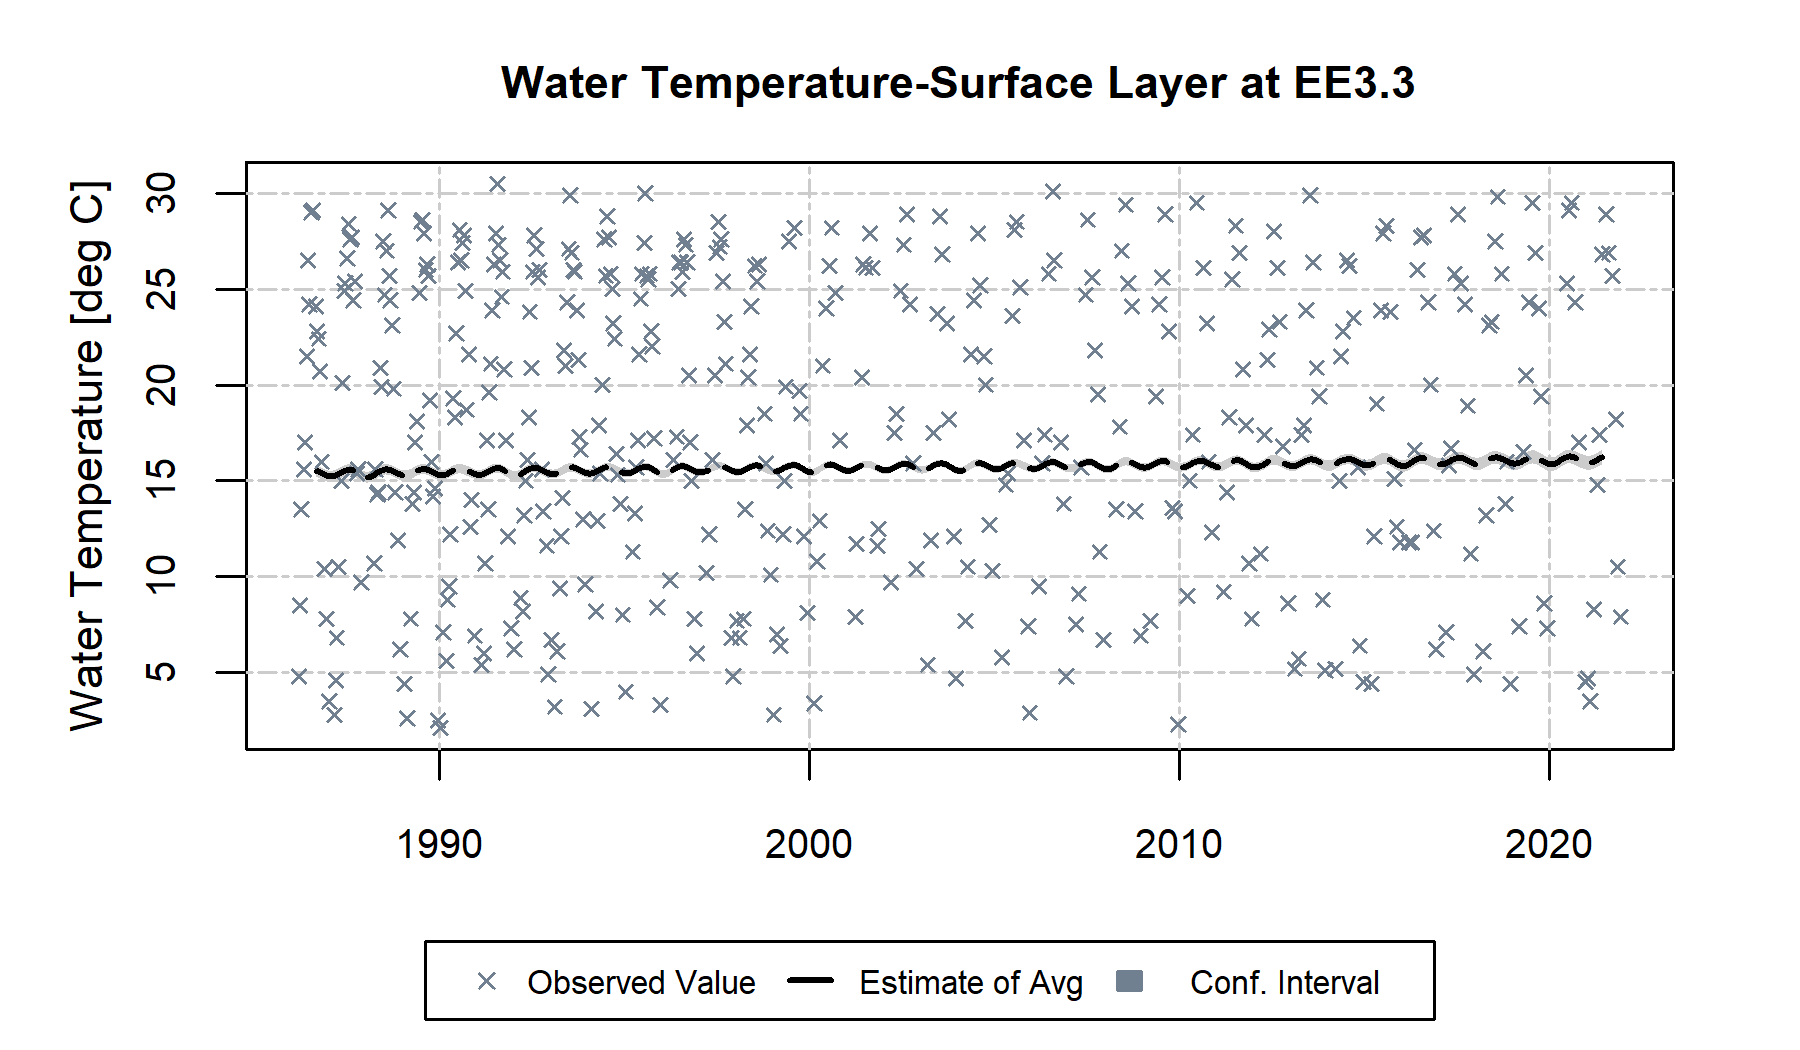 Water Temperature-Surface Layer at EE3.3
Water Temperature [deg C]
30
25
20
15
10
5
1990 2000 2010 2020
Observed Value Estimate of Avg Conf. Interval